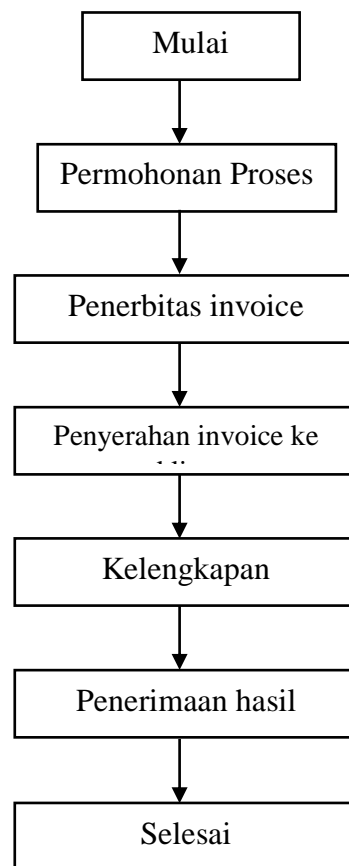 Mulai
Permohonan Proses
Penerbitas invoice
Penyerahan invoice ke
Kelengkapan
Penerimaan hasil
Selesai